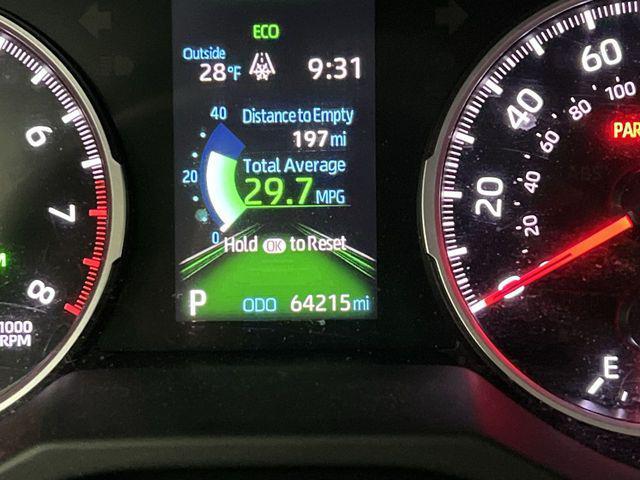 ECO
Outside
28°F
9:31
40
Distance to Empty
197 mi
Total Average
20
29.7 MPG
0
Hold OK to Reset
P ODO 64215 mi
6
7
8
1000
RPM
0
20
40
60
20
40
60
80
100
PAR
E